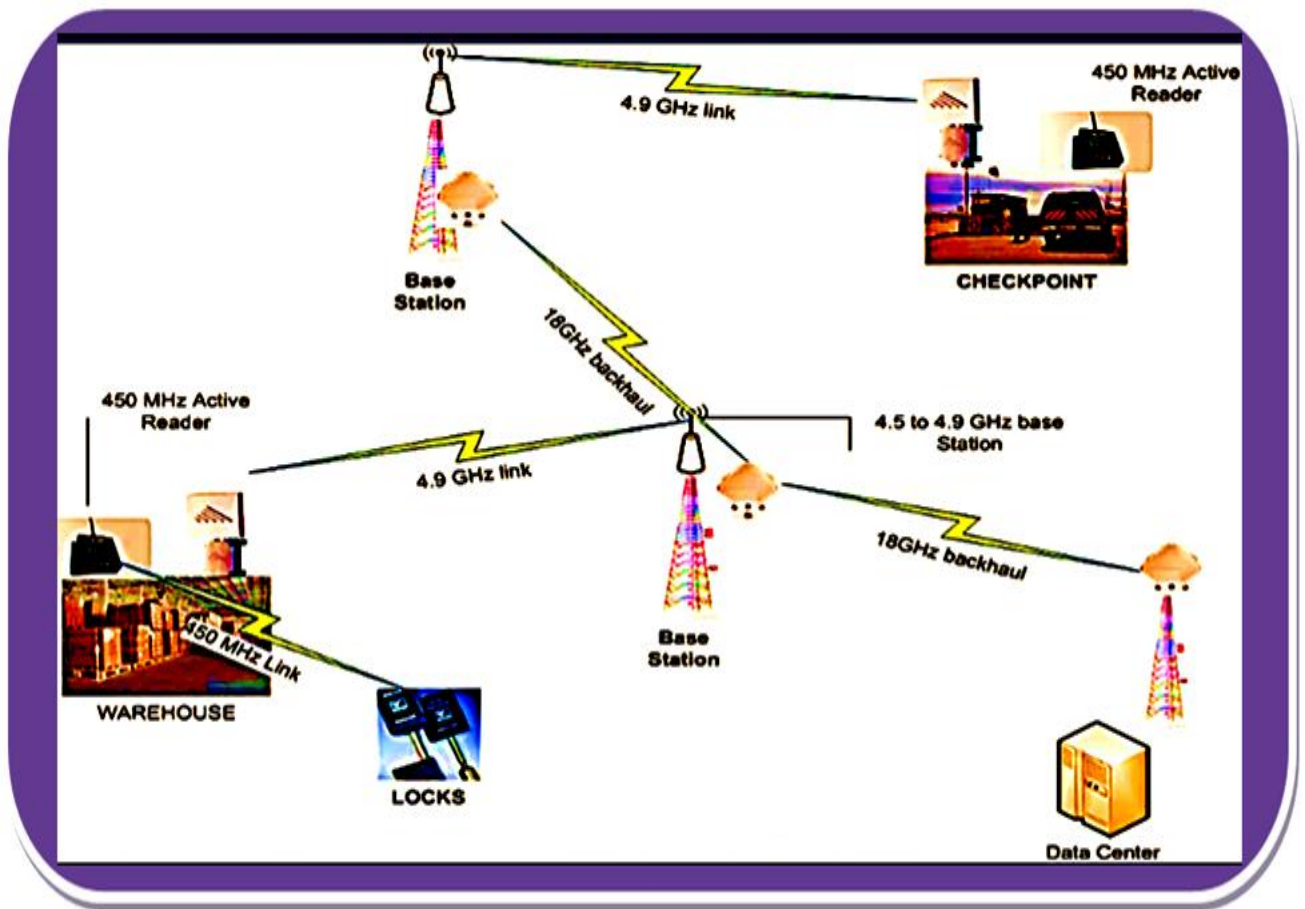 4.9 GHz link
450 MHz Active
Reader
Base
Station
CHECKPOINT
18GHz backhaul
450 MHz Active
Reader
4.9 GHz link
4.5 to 4.9 GHz base
Station
18GHz backhaul
450 MHz Link
WAREHOUSE
Base
Station
LOCKS
Data Center